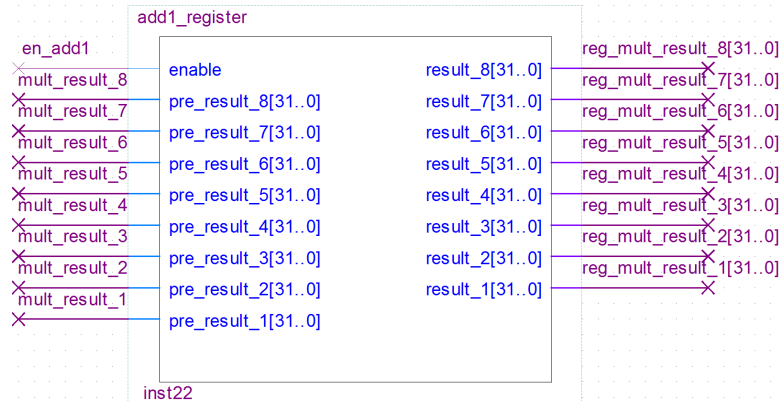 add1_register
en_add1
enable
result_8[31..0]
reg_mult_result_8[31..0]
mult_result_8
pre_result_8[31..0]
result_7[31..0]
reg_mult_result_7[31..0]
mult_result_7
pre_result_7[31..0]
result_6[31..0]
reg_mult_result_6[31..0]
mult_result_6
pre_result_6[31..0]
result_5[31..0]
reg_mult_result_5[31..0]
mult_result_5
pre_result_5[31..0]
result_4[31..0]
reg_mult_result_4[31..0]
mult_result_4
pre_result_4[31..0]
result_3[31..0]
reg_mult_result_3[31..0]
mult_result_3
pre_result_3[31..0]
result_2[31..0]
reg_mult_result_2[31..0]
mult_result_2
pre_result_2[31..0]
result_1[31..0]
reg_mult_result_1[31..0]
mult_result_1
pre_result_1[31..0]
inst22